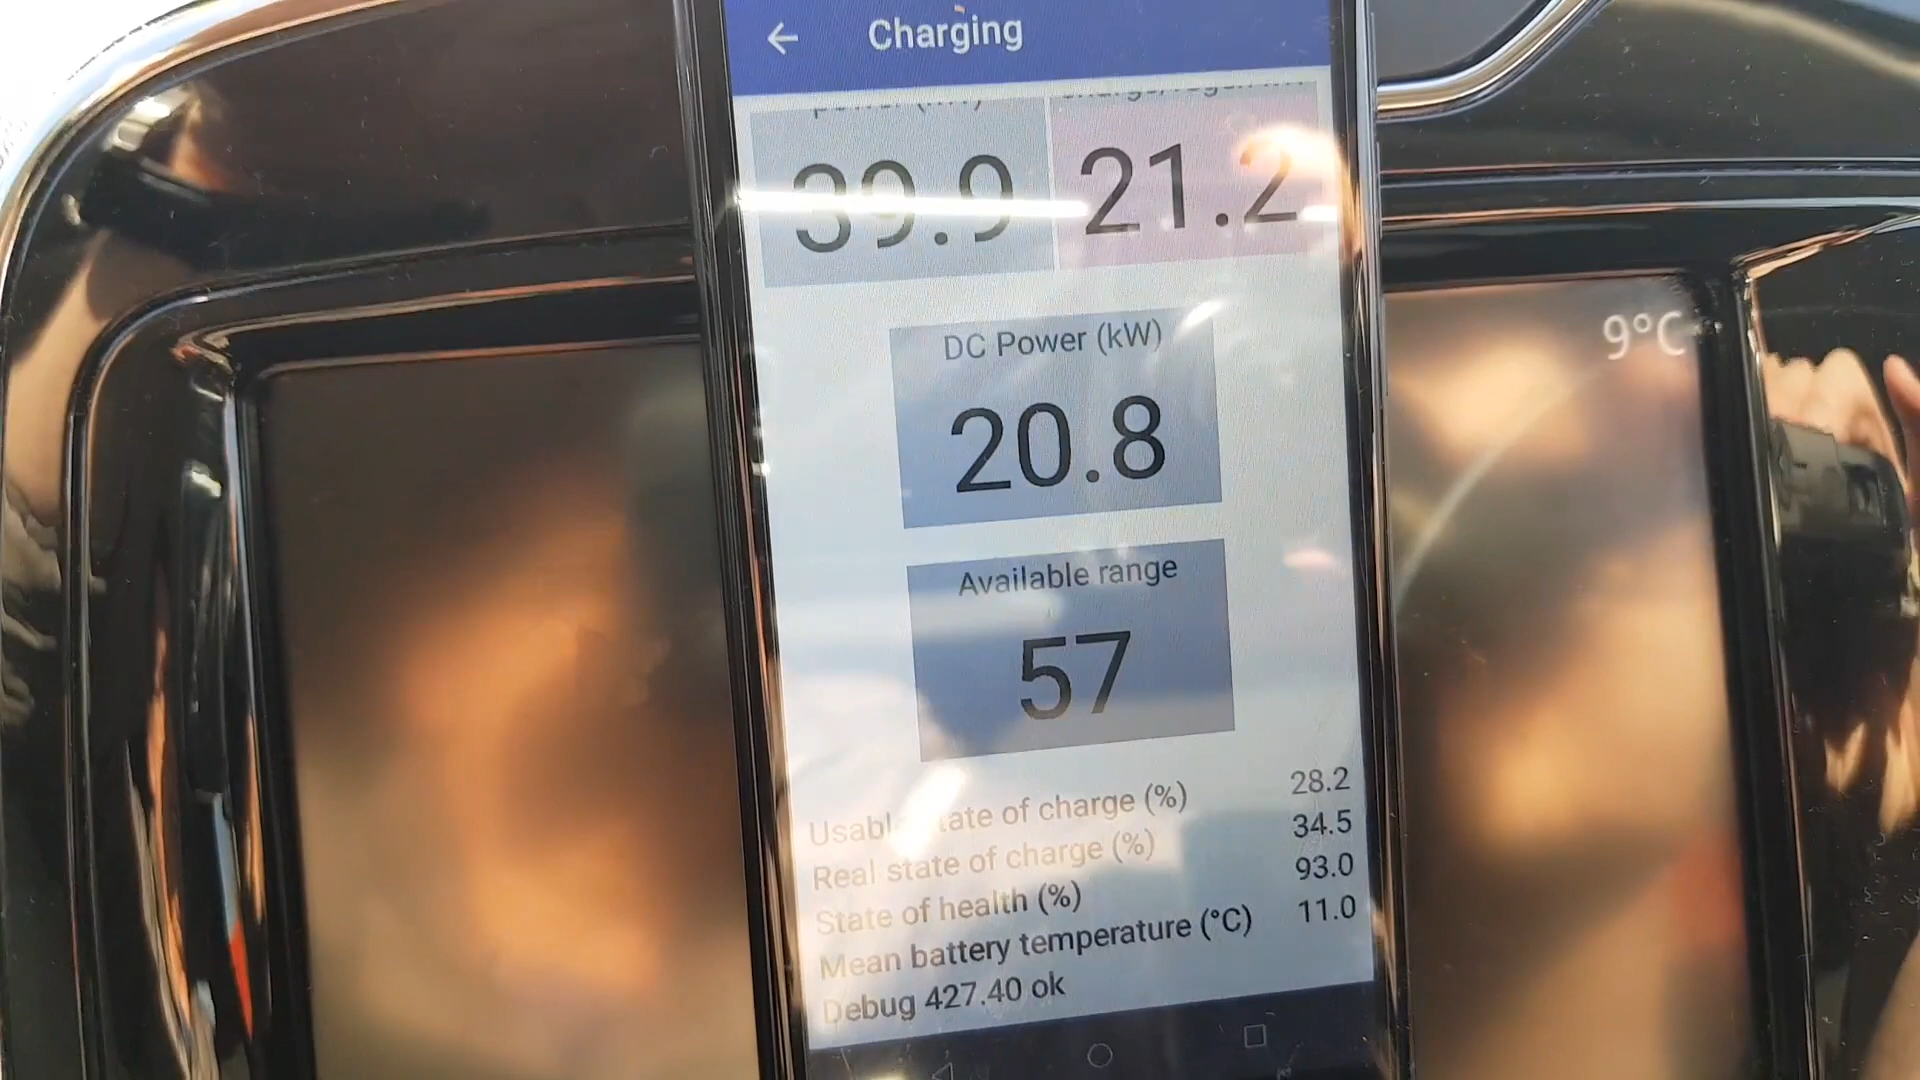 Charging
39.9 21.2
DC Power (kW)
20.8
Available range
57
Usable state of charge (%) 28.2
Real state of charge (%) 34.5
State of health (%) 93.0
Mean battery temperature (°C) 11.0
Debug 427.40 ok
9°C